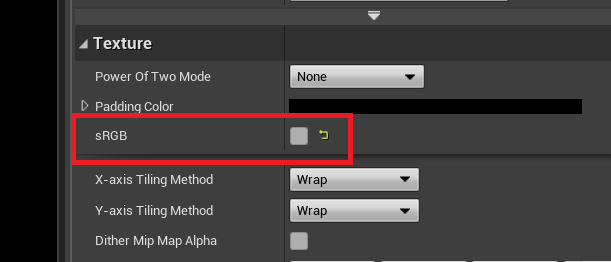 Texture
Power Of Two Mode
None
Padding Color
sRGB
X-axis Tiling Method
Wrap
Y-axis Tiling Method
Wrap
Dither Mip Map Alpha